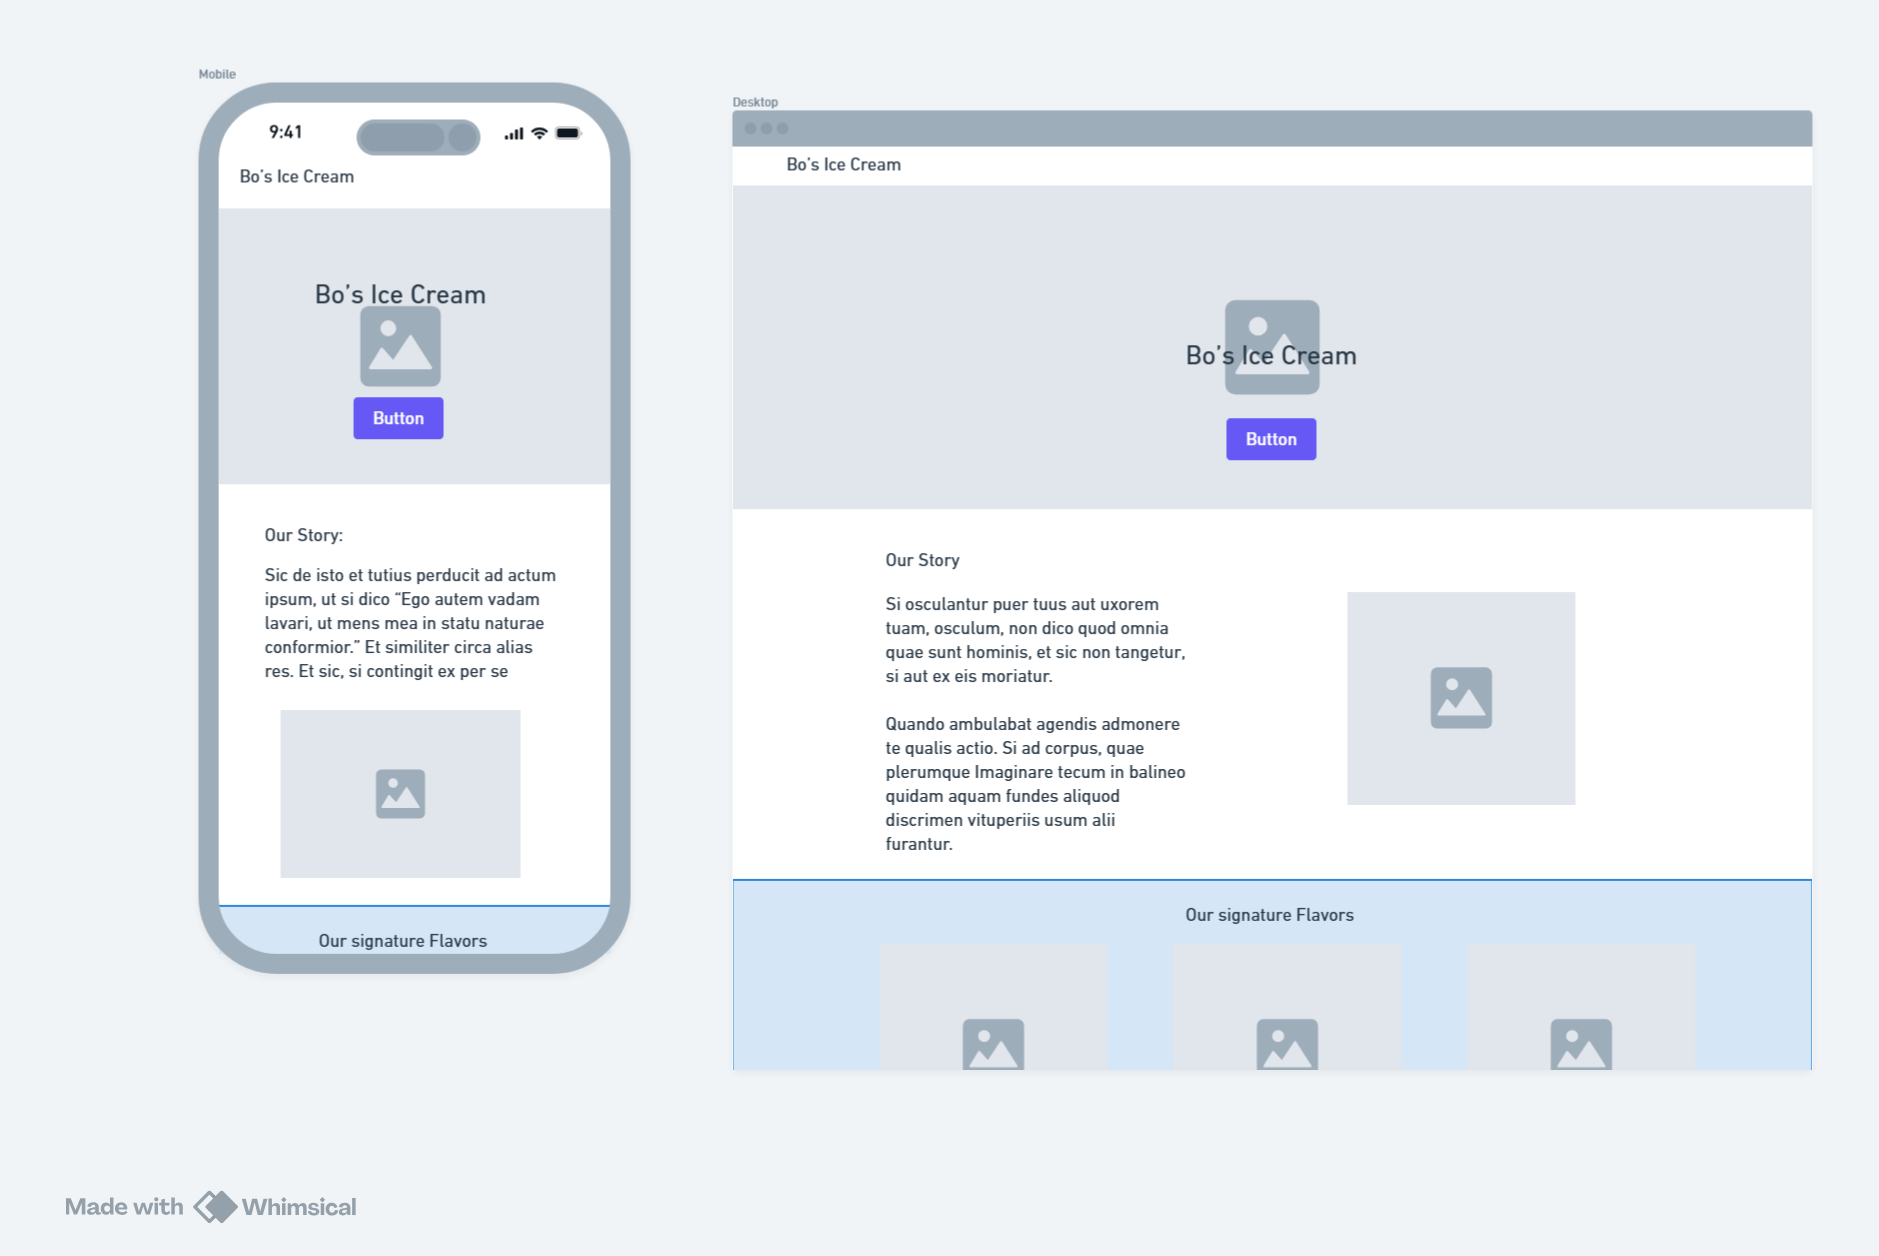 Mobile
9:41
Bo's Ice Cream
Bo's Ice Cream
Button
Our Story:
Sic de isto et tutius perducit ad actum
ipsum, ut si dico “Ego autem vadam
lavari, ut mens mea in statu naturae
conformior.” Et similiter circa alias
res. Et sic, si contingit ex per se
Our signature Flavors
Desktop
Bo's Ice Cream
Bo's Ice Cream
Button
Our Story
Si osculantur puer tuus aut uxorem
tuam, osculum, non dico quod omnia
quae sunt hominis, et sic non tangetur,
si aut ex eis moriatur.
Quando ambulabat agendis admonere
te qualis actio. Si ad corpus, quae
plerumque Imaginare tecum in balineo
quidam aquam fundes aliquod
discrimen vituperiis usum alii
furantur.
Our signature Flavors
Made with Whimsical